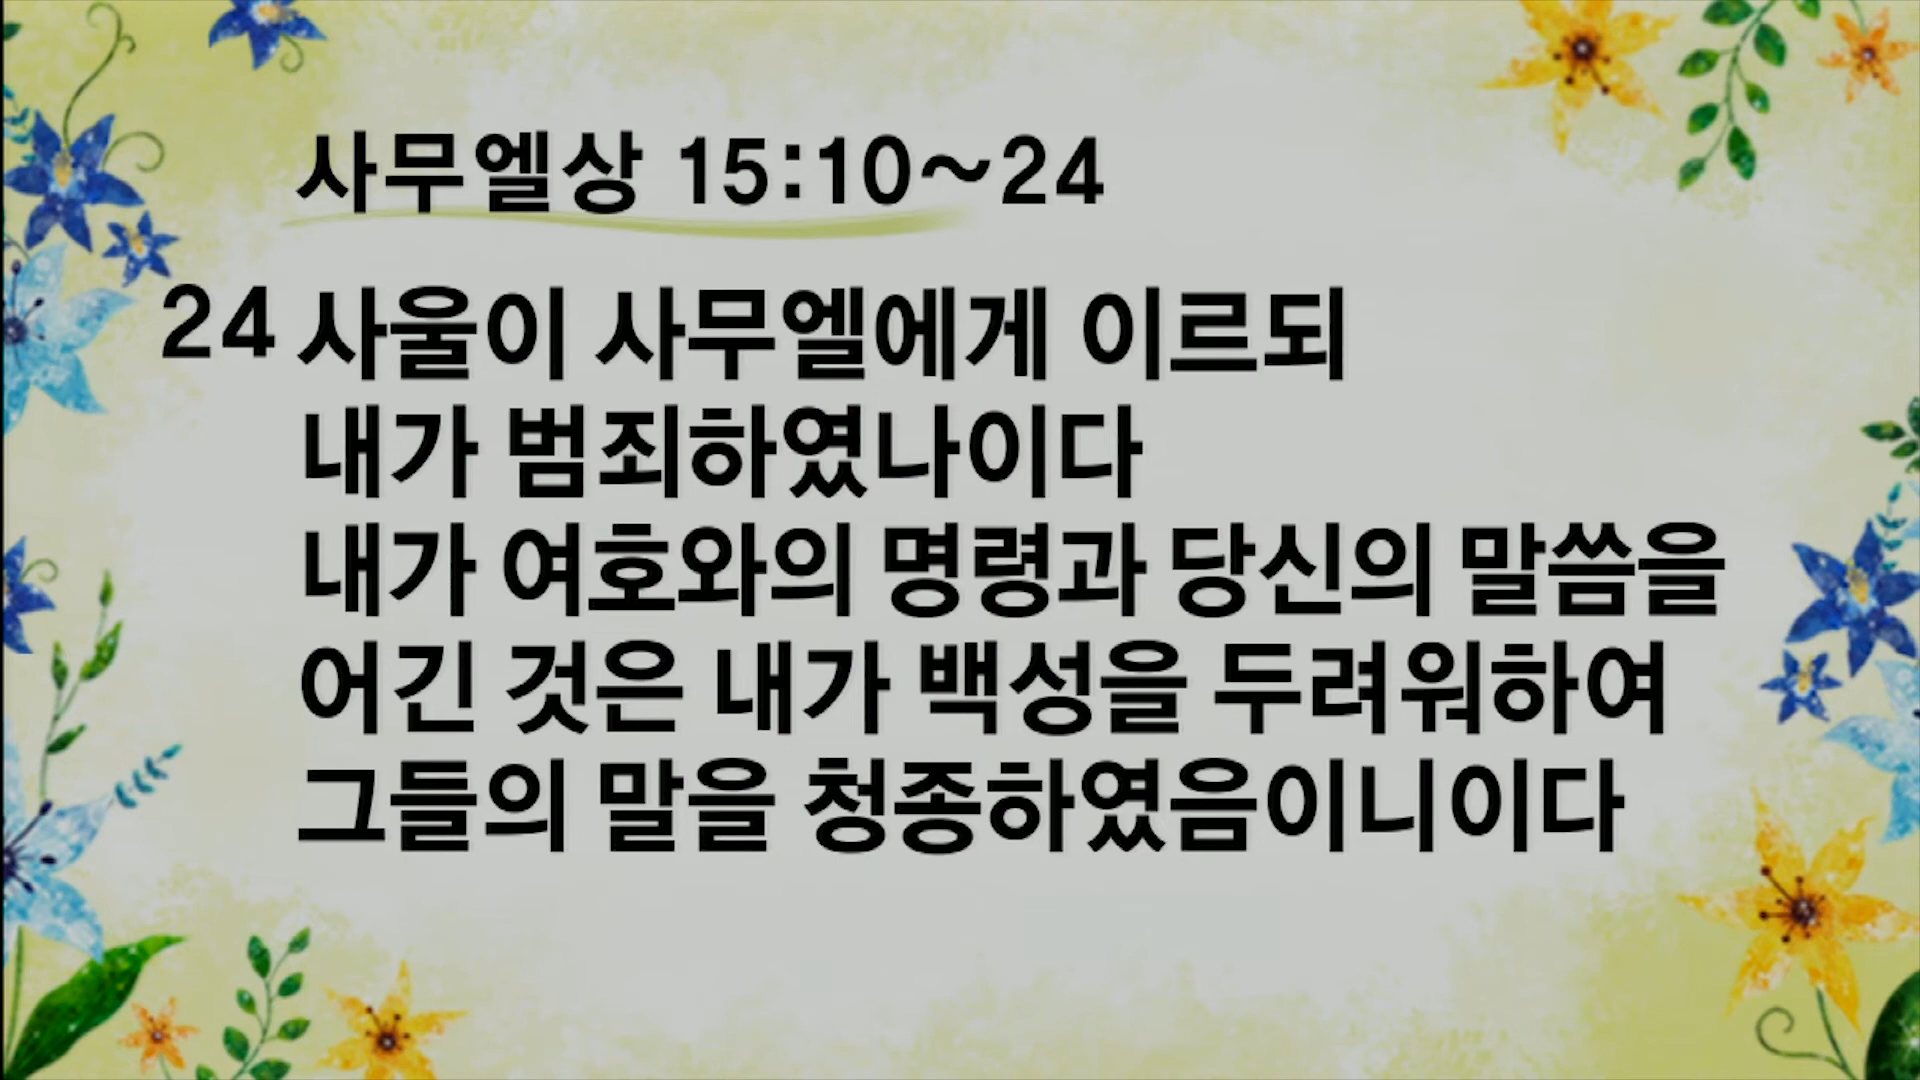 사무엘상 15:10~24
24 사울이 사무엘에게 이르되
내가 범죄하였나이다
내가 여호와의 명령과 당신의 말씀을
어긴 것은 내가 백성을 두려워하여
그들의 말을 청종하였음이니이다